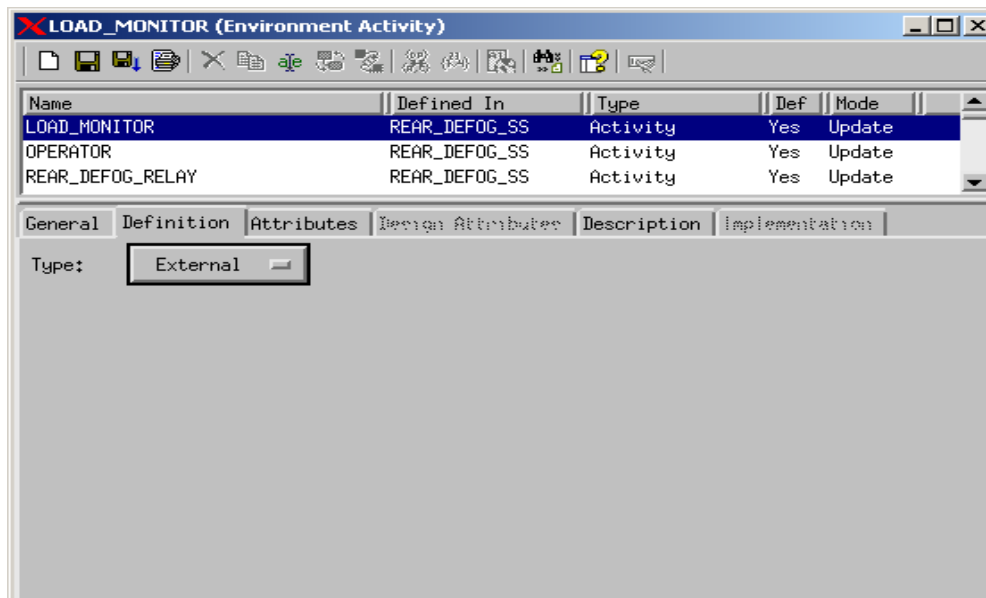 LOAD_MONITOR (Environment Activity)
Name Defined In Type Def Mode
LOAD_MONITOR REAR_DEFOG_SS Activity Yes Update
OPERATOR REAR_DEFOG_SS Activity Yes Update
REAR_DEFOG_RELAY REAR_DEFOG_SS Activity Yes Update
General Definition Attributes Design Attributes Description Implementation
Type: External